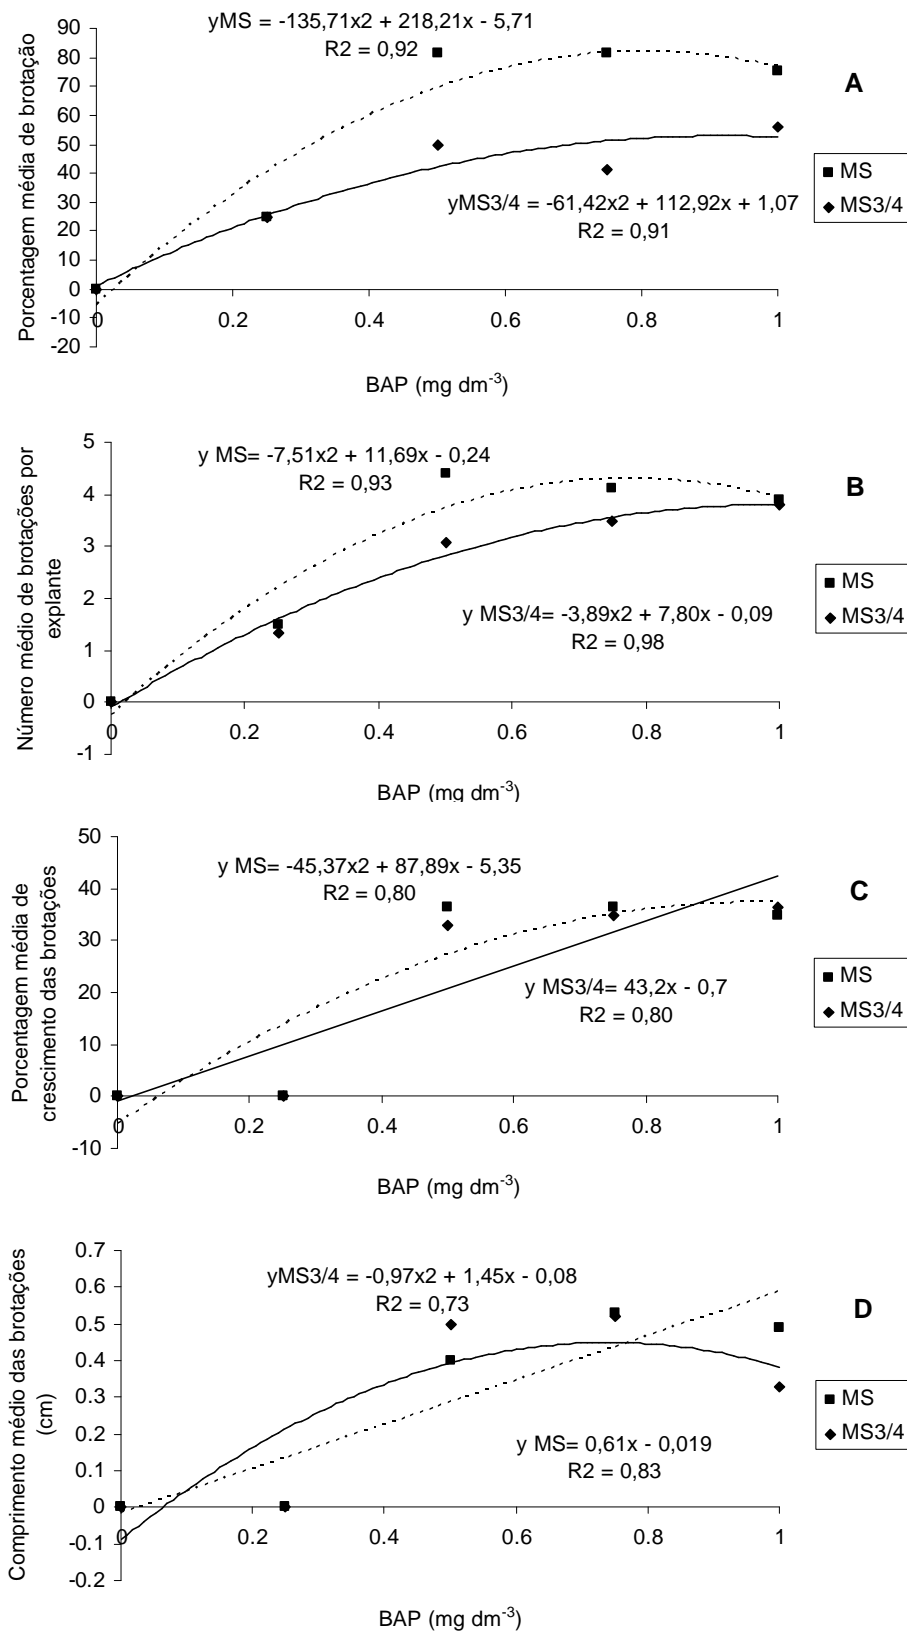 yMS = -135,71x2 + 218,21x - 5,71
R2 = 0,92
90
80
70
60
50
40
30
20
10
0
-10
-20
Porcentagem média de brotação
A
MS
MS3/4
yMS3/4 = -61,42x2 + 112,92x + 1,07
R2 = 0,91
0 0.2 0.4 0.6 0.8 1
BAP (mg dm-3)
y MS= -7,51x2 + 11,69x - 0,24
R2 = 0,93
5
4
3
2
1
0
-1
Número médio de brotações por
explante
B
MS
MS3/4
y MS3/4= -3,89x2 + 7,80x - 0,09
R2 = 0,98
0 0.2 0.4 0.6 0.8 1
BAP (mg dm-3)
y MS= -45,37x2 + 87,89x - 5,35
R2 = 0,80
50
40
30
20
10
0
-10
Porcentagem média de
crescimento das brotações
C
MS
MS3/4
y MS3/4= 43,2x - 0,7
R2 = 0,80
0 0.2 0.4 0.6 0.8 1
BAP (mg dm-3)
yMS3/4 = -0,97x2 + 1,45x - 0,08
R2 = 0,73
0.7
0.6
0.5
0.4
0.3
0.2
0.1
0
-0.1
-0.2
Comprimento médio das brotações
(cm)
D
MS
MS3/4
y MS= 0,61x - 0,019
R2 = 0,83
0 0.2 0.4 0.6 0.8 1
BAP (mg dm-3)